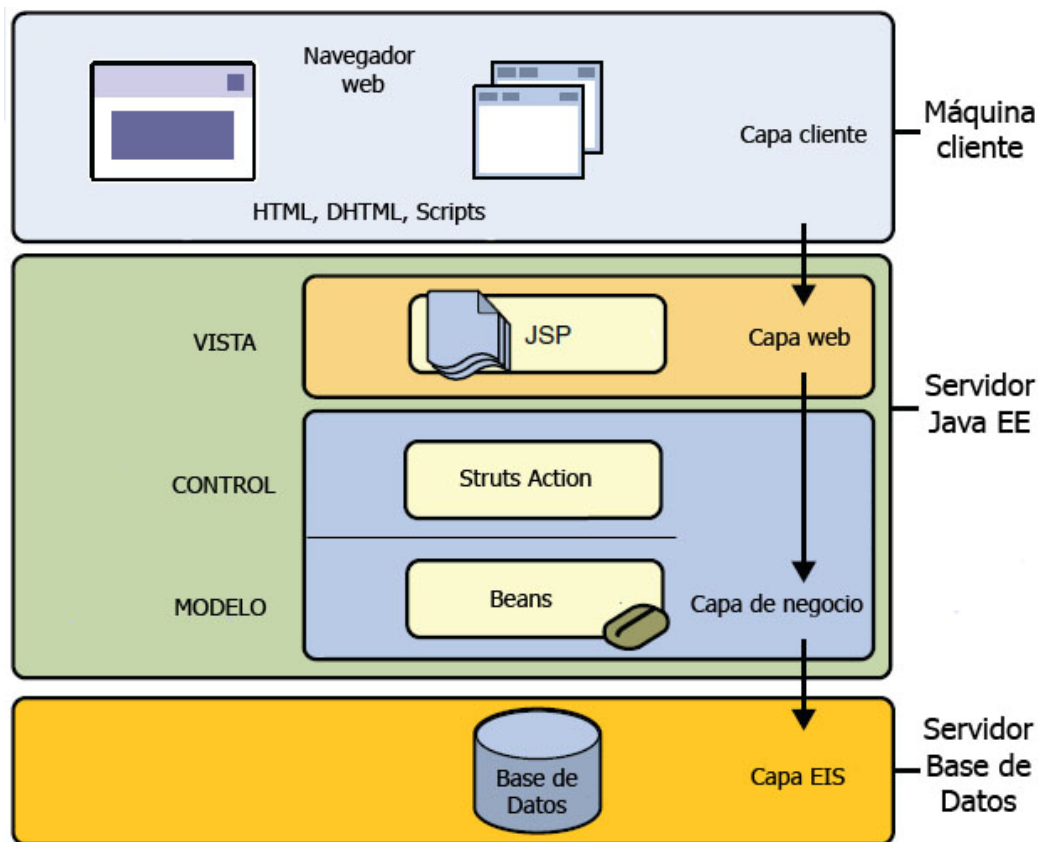 Navegador
web
Capa cliente
HTML, DHTML, Scripts
Máquina
cliente
VISTA
JSP
Capa web
Servidor
Java EE
CONTROL
Struts Action
MODELO
Beans
Capa de negocio
Base de
Datos
Capa EIS
Servidor
Base de
Datos